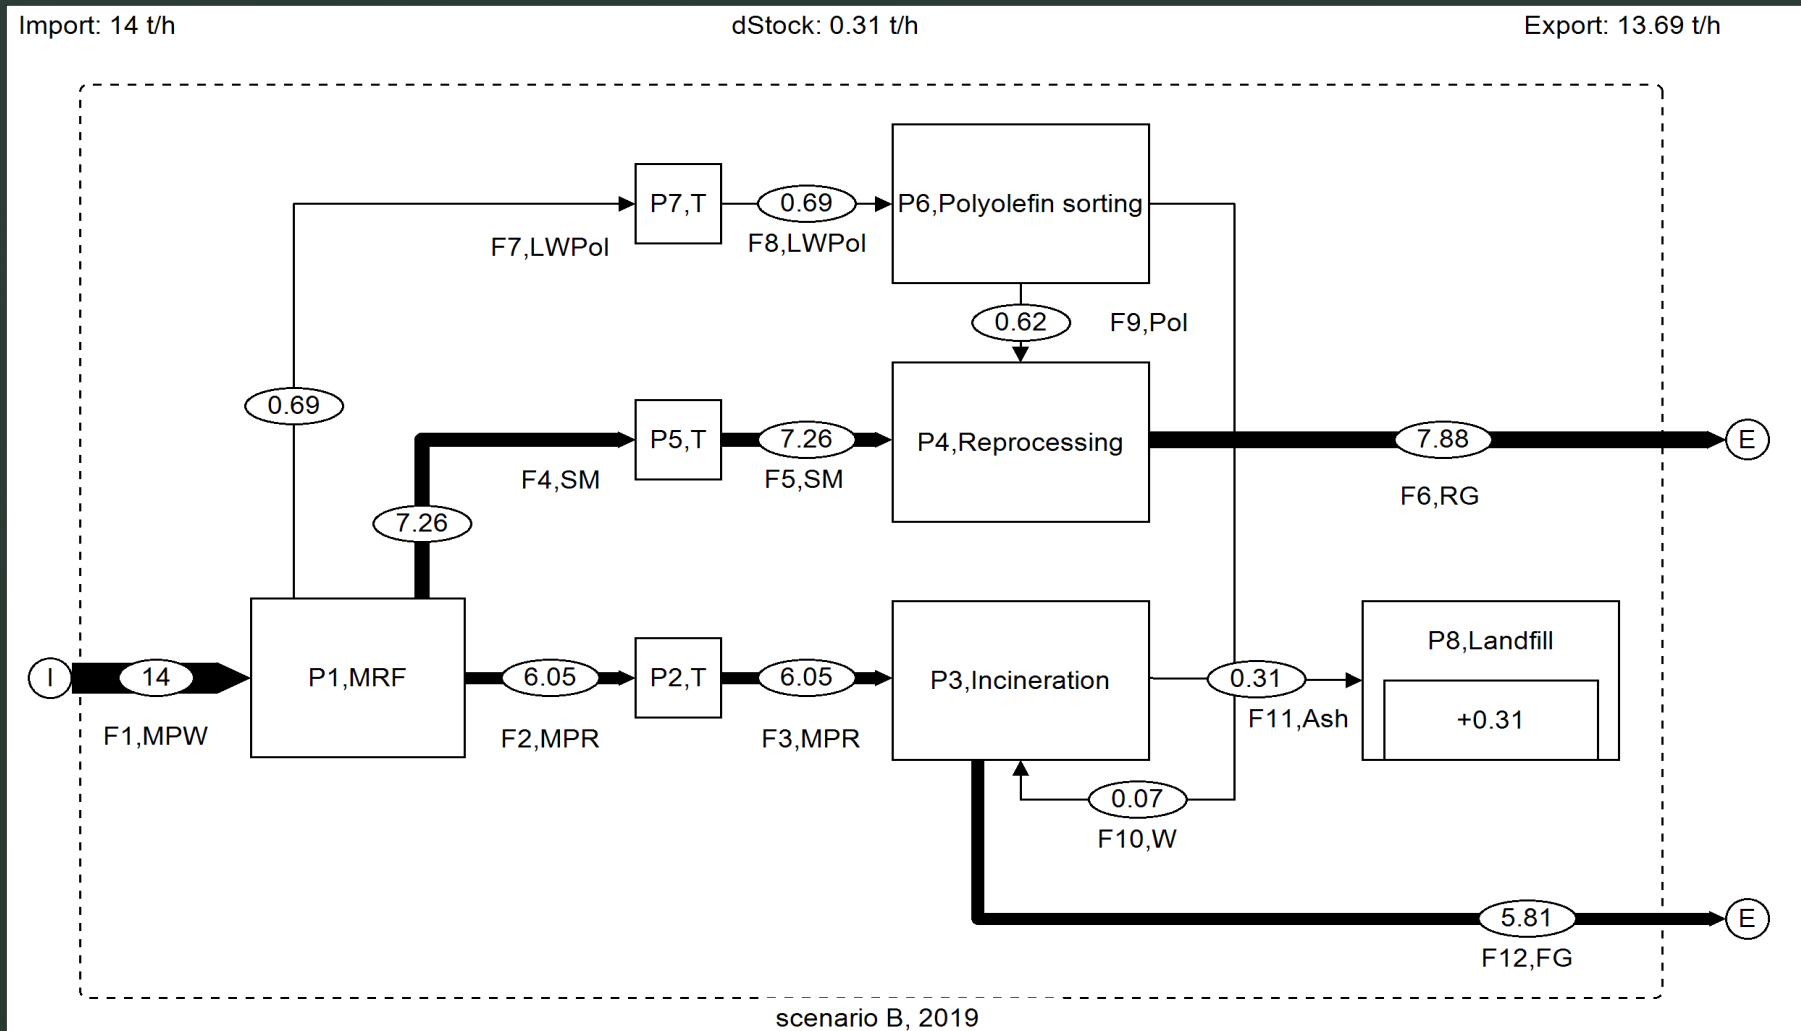 Import: 14 t/h
dStock: 0.31 t/h
Export: 13.69 t/h
P7,T
0.69
P6,Polyolefin sorting
F7,LWPol
F8,LWPol
0.62
F9,Pol
0.69
P5,T
7.26
P4,Reprocessing
7.88
E
F4,SM
F5,SM
F6,RG
7.26
I
14
P1,MRF
6.05
P2,T
6.05
P3,Incineration
0.31
P8,Landfill
+0.31
F1,MPW
F2,MPR
F3,MPR
F11,Ash
0.07
F10,W
5.81
E
F12,FG
scenario B, 2019